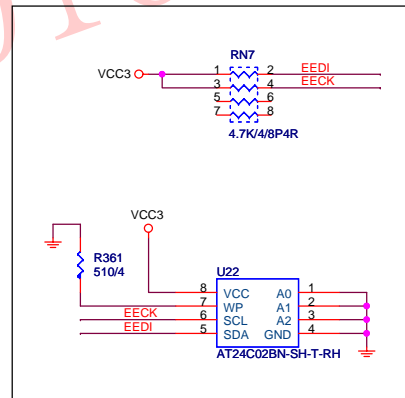 RN7
VCC3
1 2 EEDI
3 4 EECK
5 6
7 8
4.7K/4/8P4R
VCC3
R361
510/4
U22
8 VCC A0 1
7 WP A1 2
EECK 6 SCL A2 3
EEDI 5 SDA GND 4
AT24C02BN-SH-T-RH